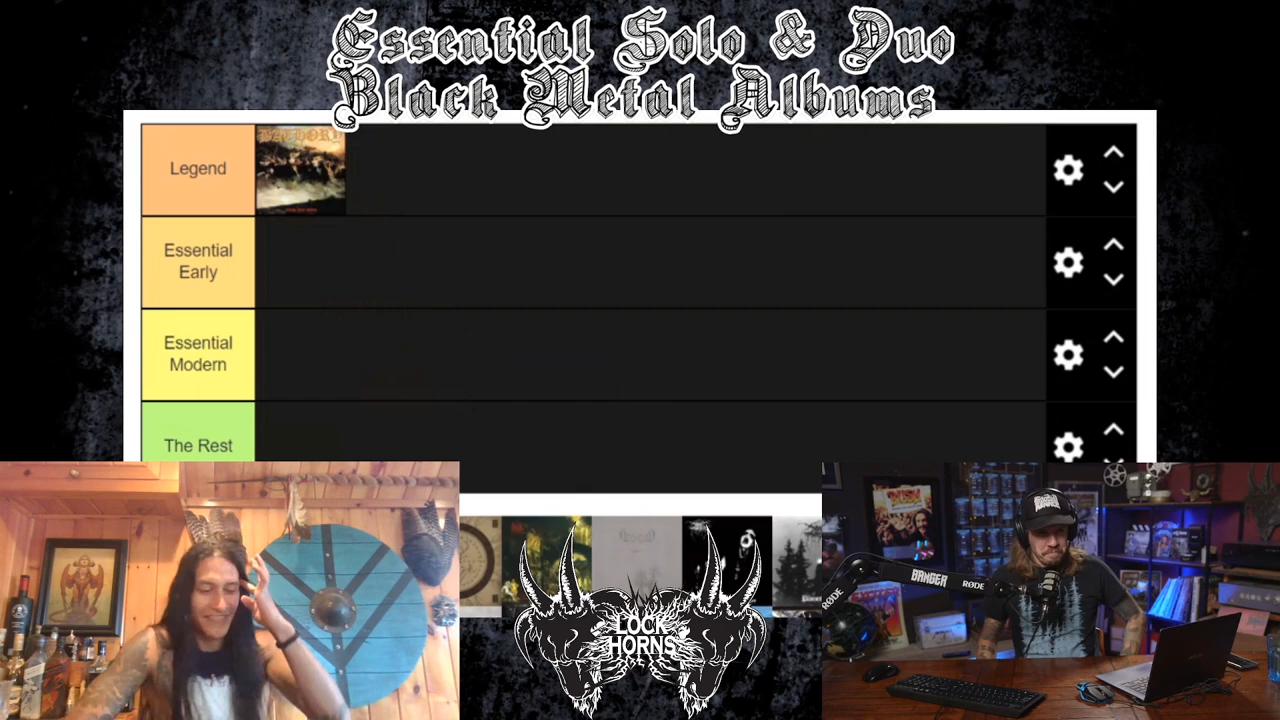 Essential Solo & Duo
Black Metal Albums
BATHORY
Legend
Essential
Early
Essential
Modern
The Rest
LOCK
HORNS
RUSH
BANGER
RØDE
RØDE